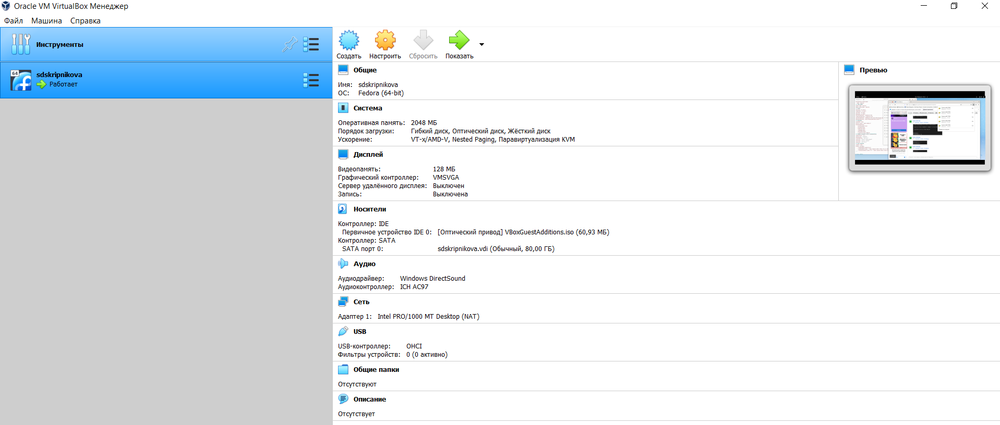 Oracle VM VirtualBox Менеджер
Файл Машина Справка
Инструменты
64
sdskripnikova
Работает
Создать Настроить Сбросить Показать
Общие
Имя: sdskripnikova
ОС: Fedora (64-bit)
Система
Оперативная память: 2048 МБ
Порядок загрузки: Гибкий диск, Оптический диск, Жёсткий диск
Ускорение: VT-x/AMD-V, Nested Paging, Паравиртуализация KVM
Дисплей
Видеопамять: 128 МБ
Графический контроллер: VMSVGA
Сервер удалённого дисплея: Выключен
Запись: Выключена
Превью
Носители
Контроллер: IDE
Первичное устройство IDE 0: [Оптический привод] VBoxGuestAdditions.iso (60,93 МБ)
Контроллер: SATA
SATA порт 0: sdskripnikova.vdi (Обычный, 80,00 ГБ)
Аудио
Аудиодрайвер: Windows DirectSound
Аудиоконтроллер: ICH AC97
Сеть
Адаптер 1: Intel PRO/1000 MT Desktop (NAT)
USB
USB-контроллер: OHCI
Фильтры устройств: 0 (0 активно)
Общие папки
Отсутствуют
Описание
Отсутствует